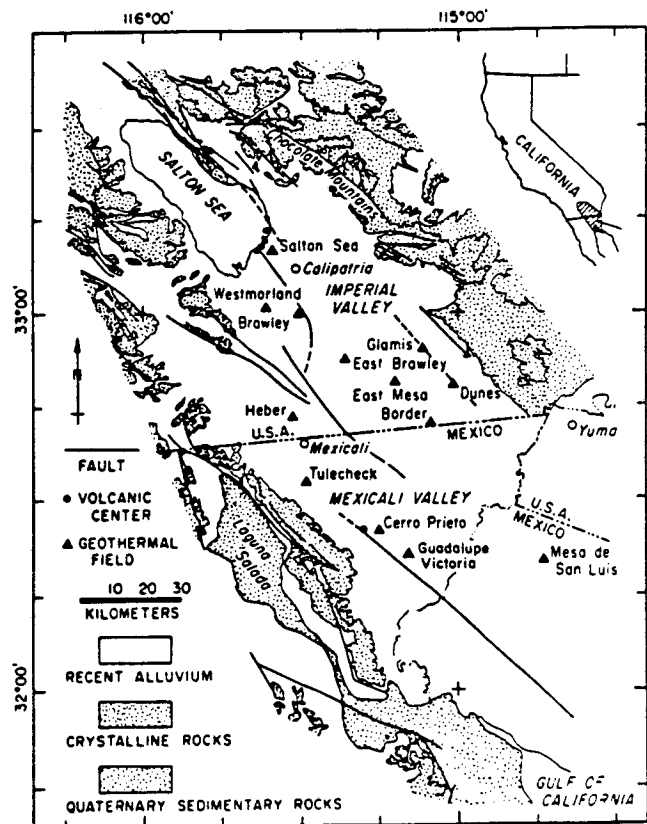 116°00'
115°00'
33°00'
32°00'
SALTON SEA
Chocolate Mountains
CALIFORNIA
Salton Sea
Calipatria
IMPERIAL
VALLEY
Westmorland
Brawley
Glamis
East Brawley
East Mesa
Dunes
Border
Heber
U.S.A.
MEXICO
Mexicali
Yuma
Tulecheck
MEXICALI VALLEY
U.S.A.
MEXICO
Cerro Prieto
Guadalupe
Victoria
Mesa de
San Luis
Laguna
Salada
GULF OF
CALIFORNIA
FAULT
VOLCANIC
CENTER
GEOTHERMAL
FIELD
10 20 30
KILOMETERS
RECENT ALLUVIUM
CRYSTALLINE ROCKS
QUATERNARY SEDIMENTARY ROCKS